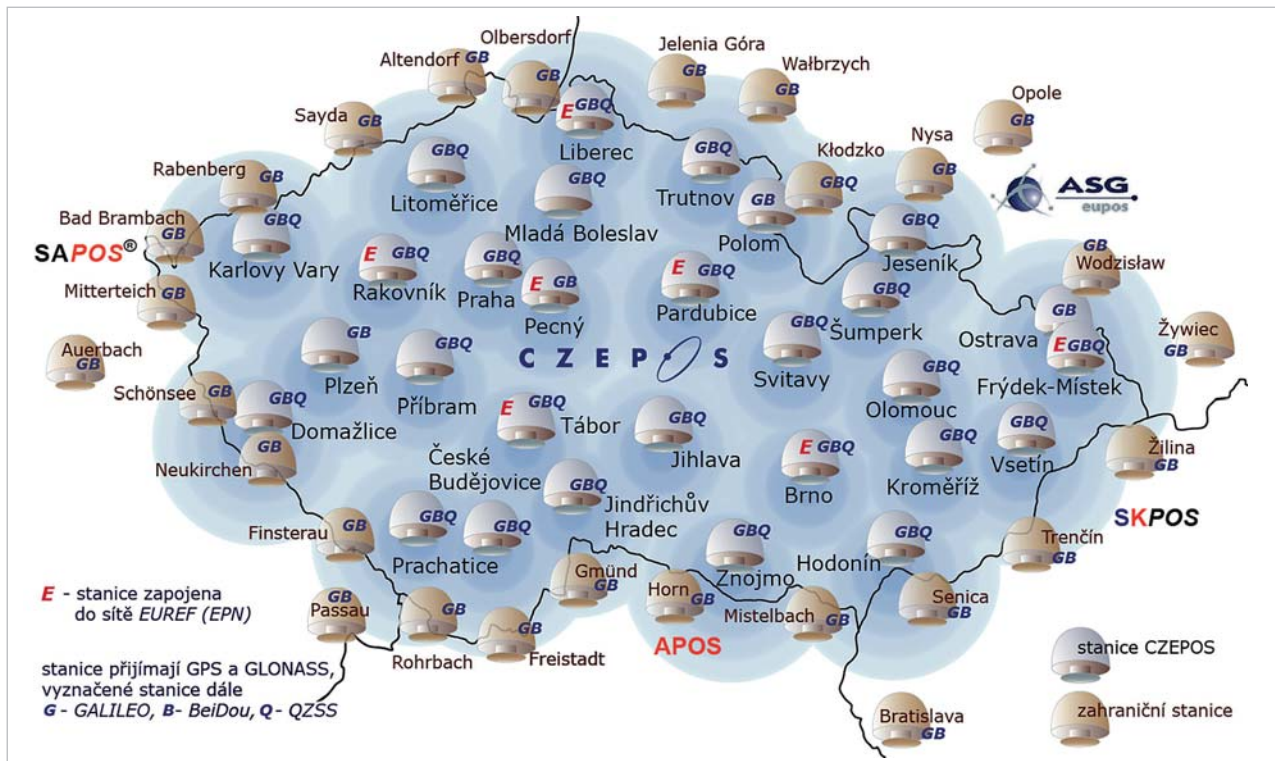 Olbersdorf
Altendorf GB
GB
Jelenia Góra
GB
Wałbrzych
GB
Opole
GB
Sayda
GB
E GBQ
Liberec
GBQ
Litoměřice
GBQ
Mladá Boleslav
GBQ
Trutnov
Kłodzko
GBQ
Nysa
GB
ASG
eupos
Rabenberg
GB
Bad Brambach
GB
SAPOS®
GBQ
Karlovy Vary
GB
Polom
GBQ
Jeseník
GB
Wodzisław
Mitterteich
GB
E GBQ
Rakovník
GBQ
Praha
E GB
Pecný
E GBQ
Pardubice
GBQ
Šumperk
GB
Ostrava
E GBQ
Frýdek-Místek
Żywiec
GB
Auerbach
GB
GB
Plzeň
GBQ
Příbram
CZEPOS
GBQ
Svitavy
GBQ
Olomouc
Schönsee
GB
GBQ
Domažlice
E GBQ
Tábor
GBQ
Jihlava
E GBQ
Brno
GBQ
Kroměříž
GBQ
Vsetín
Žilina
GB
Neukirchen
GB
České
Budějovice
GBQ
Jindřichův
Hradec
SKPOS
Finsterau
GB
GBQ
Prachatice
GBQ
GBQ
Znojmo
GBQ
Hodonín
Trenčín
GB
E - stanice zapojena
do sítě EUREF (EPN)
GB
Passau
GB
Rohrbach
GB
Freistadt
Gmünd
GB
Horn
GB
APOS
Mistelbach
GB
Senica
GB
stanice CZEPOS
stanice přijímají GPS a GLONASS,
vyznačené stanice dále
G - GALILEO, B - BeiDou, Q - QZSS
Bratislava
GB
zahraniční stanice